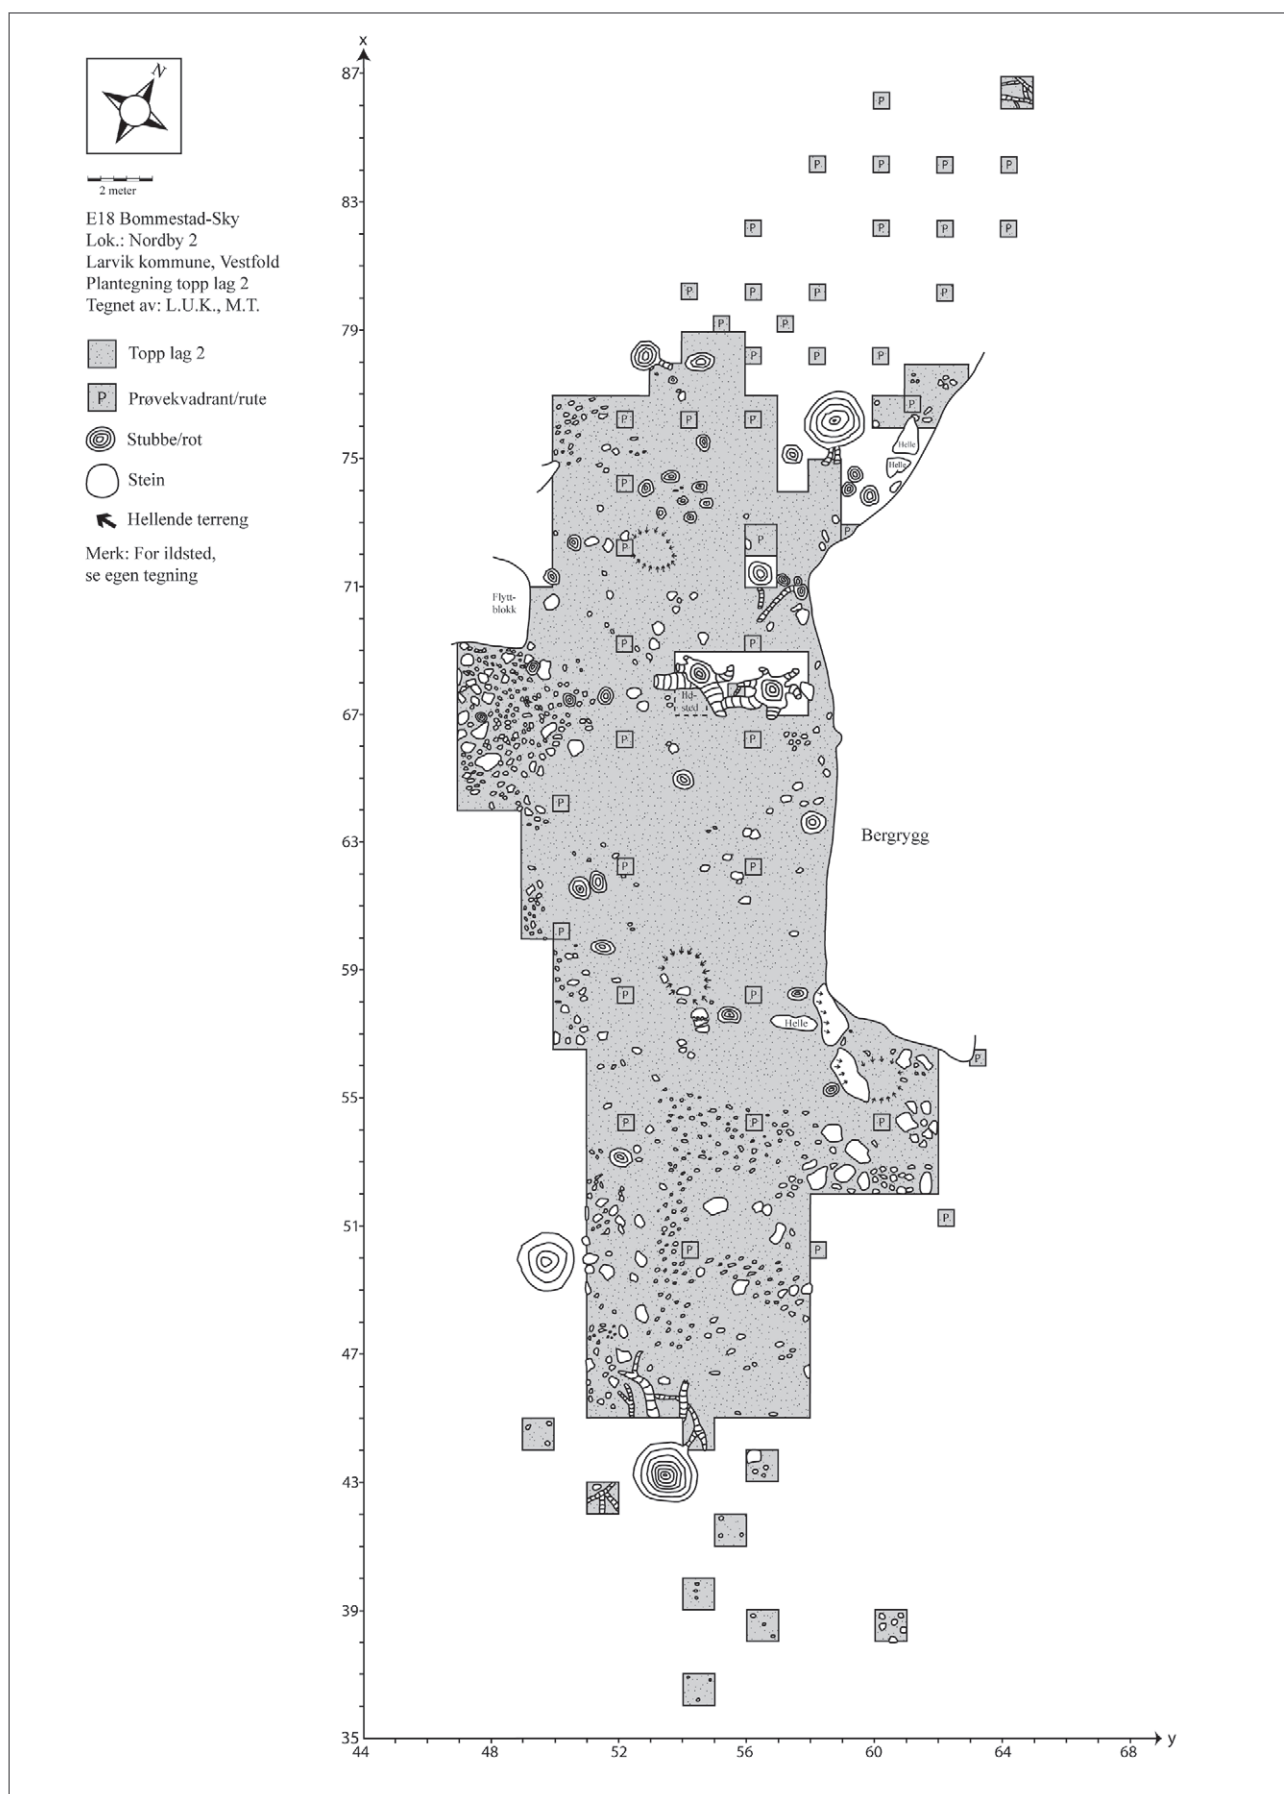 N
2 meter
E18 Bommestad-Sky
Lok.: Nordby 2
Larvik kommune, Vestfold
Plantegning topp lag 2
Tegnet av: L.U.K., M.T.
Topp lag 2
P Prøvekvadrant/rute
Stubbe/rot
Stein
Hellende terreng
Merk: For ildsted,
se egen tegning
x
87
P
P P P P
83
P P P P
P P P P
79
P P
P P P
P
P P P
Helle
75
Helle
P
P
P
P
71
Flytt-
blokk
P P
Ild-
sted
67
P P
P
Bergrygg
63
P P
P
59
P P
Helle
P
55
P P P
51
P
P P
47
43
39
35
44 48 52 56 60 64 68
y